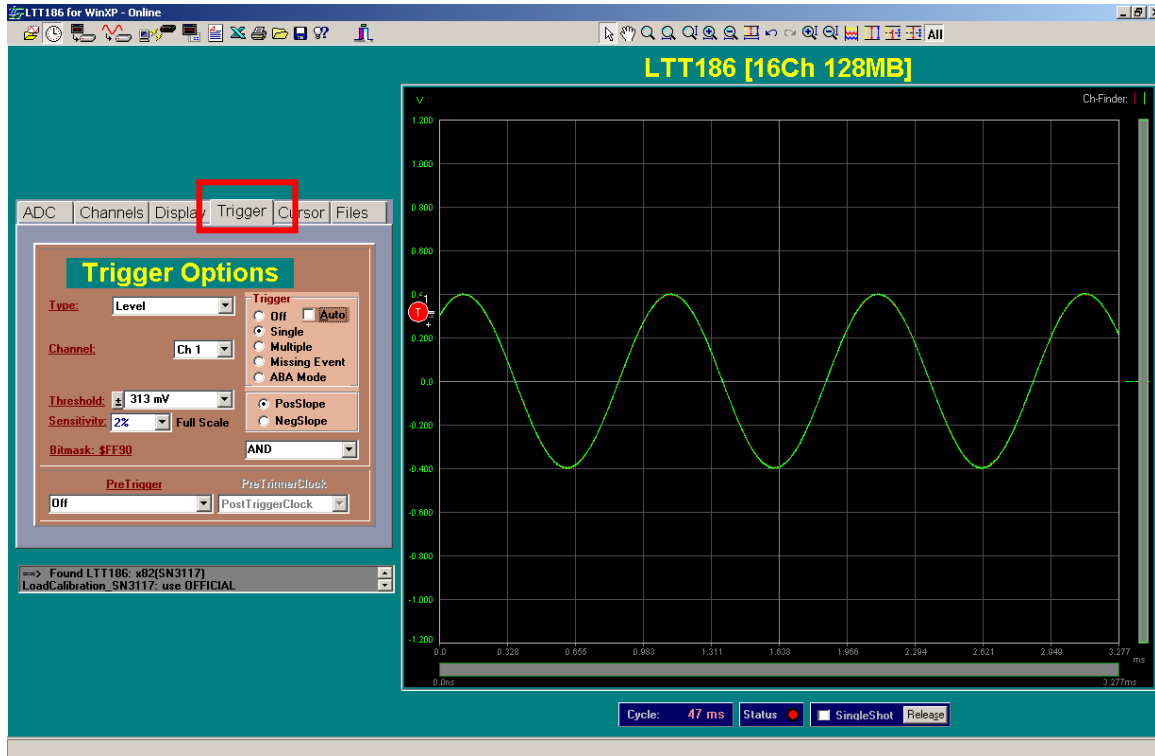 LTT186 for WinXP - Online
All
LTT186 [16Ch 128MB]
V
Ch-Finder:
1.200
1.000
0.800
0.600
1
T
0.200
0.0
-0.200
-0.400
-0.600
-0.800
-1.000
-1.200
0.0 0.328 0.655 0.983 1.311 1.638 1.966 2.294 2.621 2.949 3.277
ms
0.0ns 3.277ms
ADC Channels Display Trigger Cursor Files
Trigger Options
Type: Level
Channel: Ch 1
Threshold: ± 313 mV
Sensitivity: 2% Full Scale
Bitmask: $FF90
Trigger
Off Auto
Single
Multiple
Missing Event
ABA Mode
PosSlope
NegSlope
AND
PreTrigger PreTriggerClock
Off PostTriggerClock
==> Found LTT186: x82(SN3117)
LoadCalibration_SN3117: use OFFICIAL
Cycle: 47 ms Status SingleShot Release